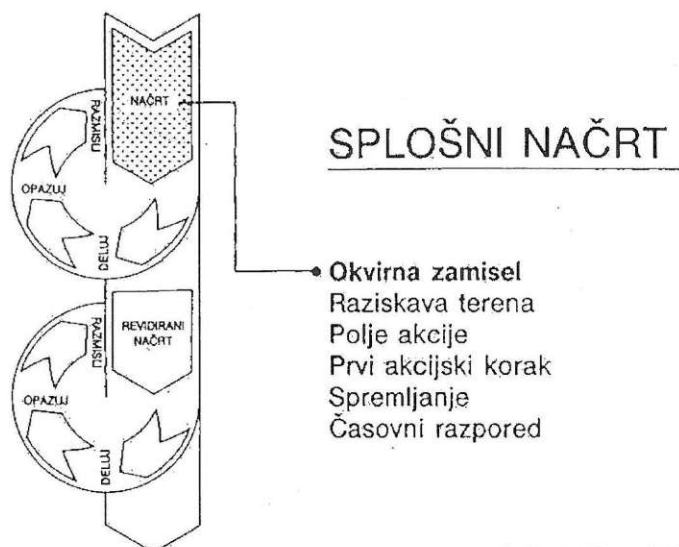 NAČRT
RAZMISLI
OPAZUJ
DELUJ
SPLOŠNI NAČRT
Okvirna zamisel
Raziskava terena
Polje akcije
Prvi akcijski korak
Spremljanje
Časovni razpored
REVIDIRANI
NAČRT
RAZMISLI
OPAZUJ
DELUJ